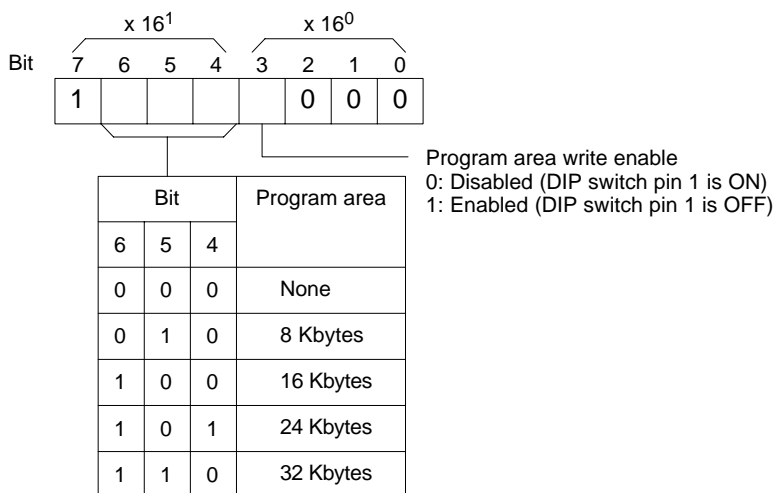 x 16¹ x 16⁰
Bit 7 6 5 4 3 2 1 0
1 0 0 0
Program area write enable
0: Disabled (DIP switch pin 1 is ON)
1: Enabled (DIP switch pin 1 is OFF)
Bit Program area
6 5 4
0 0 0 None
0 1 0 8 Kbytes
1 0 0 16 Kbytes
1 0 1 24 Kbytes
1 1 0 32 Kbytes